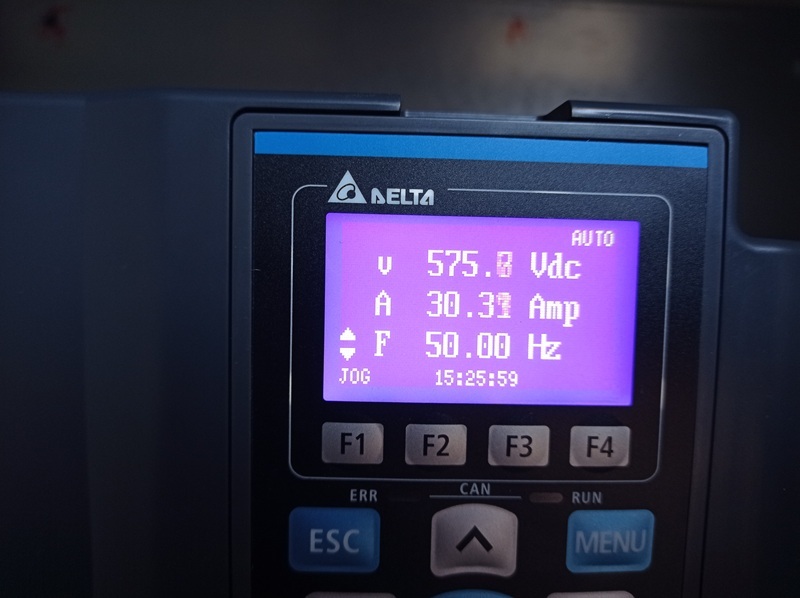 DELTA
AUTO
v 575. Vdc
A 30.3 Amp
F 50.00 Hz
JOG 15:25:59
F1 F2 F3 F4
ERR CAN RUN
ESC MENU